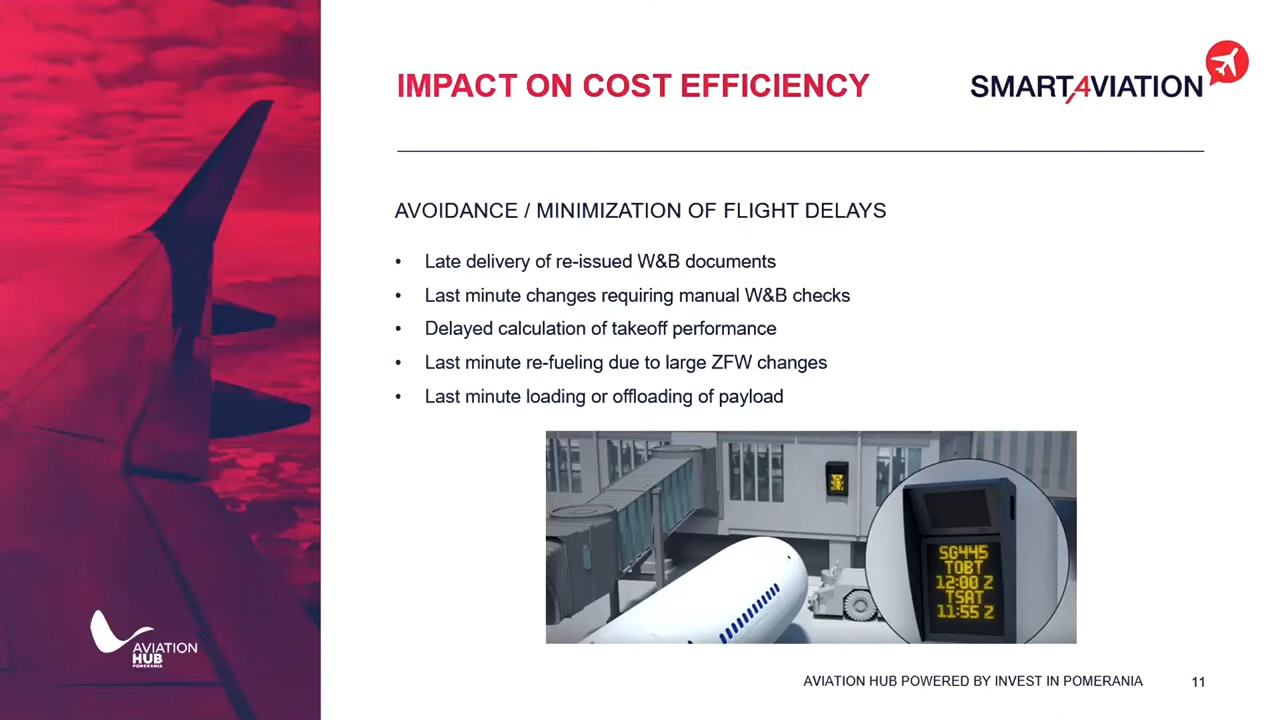 IMPACT ON COST EFFICIENCY
SMARTAVIATION
AVOIDANCE / MINIMIZATION OF FLIGHT DELAYS
• Late delivery of re-issued W&B documents
• Last minute changes requiring manual W&B checks
• Delayed calculation of takeoff performance
• Last minute re-fueling due to large ZFW changes
• Last minute loading or offloading of payload
SG445
TOBT
12:00 Z
TSAT
11:55 Z
AVIATION
HUB
POMERANIA
AVIATION HUB POWERED BY INVEST IN POMERANIA
11